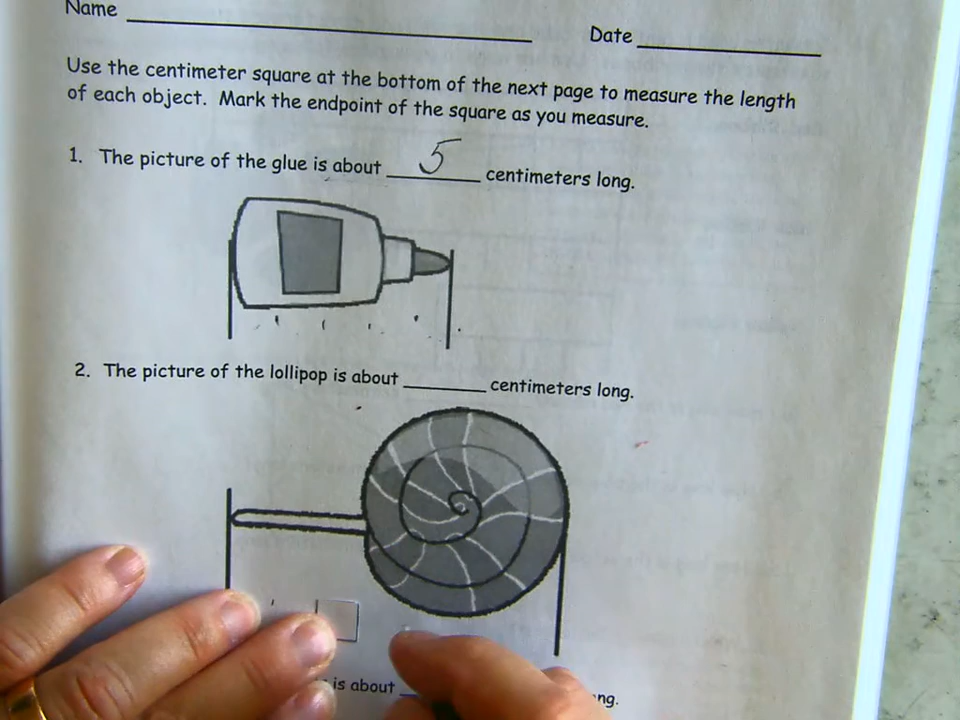 Name
Date
Use the centimeter square at the bottom of the next page to measure the length
of each object. Mark the endpoint of the square as you measure.
1. The picture of the glue is about 5 centimeters long.
2. The picture of the lollipop is about centimeters long.
is about